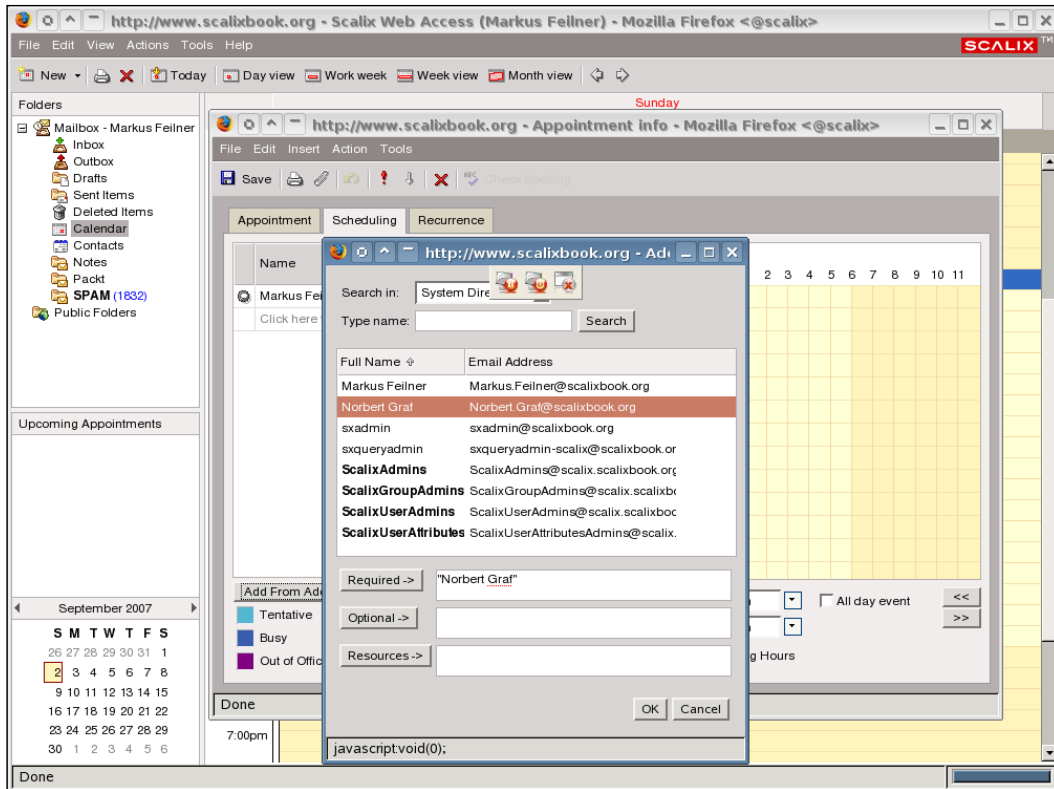 http://www.scalixbook.org - Scalix Web Access (Markus Feilner) - Mozilla Firefox <@scalix>
File Edit View Actions Tools Help
SCALIX TM
New Today Day view Work week Week view Month view
Folders
Mailbox - Markus Feilner
Inbox
Outbox
Drafts
Sent Items
Deleted Items
Calendar
Contacts
Notes
Packt
SPAM (1832)
Public Folders
Upcoming Appointments
September 2007
S M T W T F S
26 27 28 29 30 31 1
2 3 4 5 6 7 8
9 10 11 12 13 14 15
16 17 18 19 20 21 22
23 24 25 26 27 28 29
30 1 2 3 4 5 6
Sunday
7:00pm
http://www.scalixbook.org - Appointment info - Mozilla Firefox <@scalix>
File Edit Insert Action Tools
Save ABC Check Spelling
Appointment Scheduling Recurrence
Name
2 3 4 5 6 7 8 9 10 11
Markus Fei
Click here
Add From Ad
Tentative
Busy
Out of Offic
All day event
<<
>>
g Hours
Done
http://www.scalixbook.org - Ad
Search in: System Dire
Type name: Search
Full Name Email Address
Markus Feilner Markus.Feilner@scalixbook.org
Norbert Graf Norbert.Graf@scalixbook.org
sxadmin sxadmin@scalixbook.org
sxqueryadmin sxqueryadmin-scalix@scalixbook.or
ScalixAdmins ScalixAdmins@scalix.scalixbook.org
ScalixGroupAdmins ScalixGroupAdmins@scalix.scalixbo
ScalixUserAdmins ScalixUserAdmins@scalix.scalixboo
ScalixUserAttributes ScalixUserAttributesAdmins@scalix.
Required -> "Norbert Graf"
Optional ->
Resources ->
OK Cancel
javascript:void(0);
Done